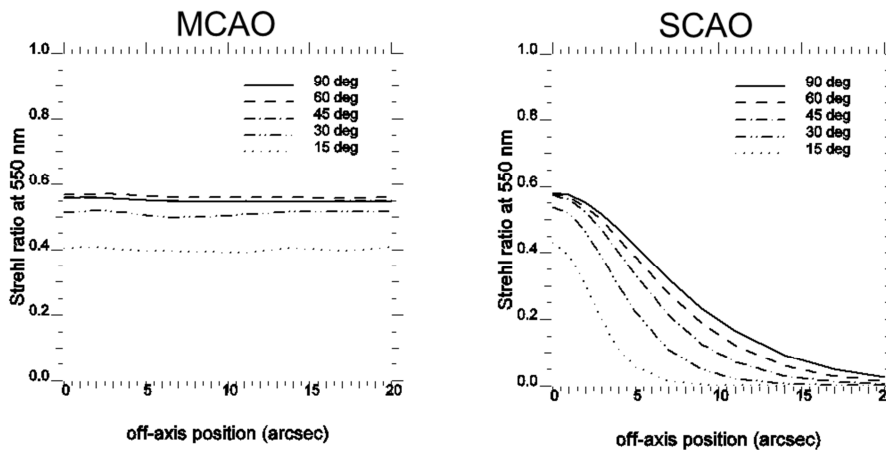 MCAO
1.0
0.8
0.6
0.4
0.2
0.0
Strehl ratio at 550 nm
90 deg
60 deg
45 deg
30 deg
15 deg
0
5
10
15
20
off-axis position (arcsec)
SCAO
1.0
0.8
0.6
0.4
0.2
0.0
Strehl ratio at 550 nm
90 deg
60 deg
45 deg
30 deg
15 deg
0
5
10
15
20
off-axis position (arcsec)